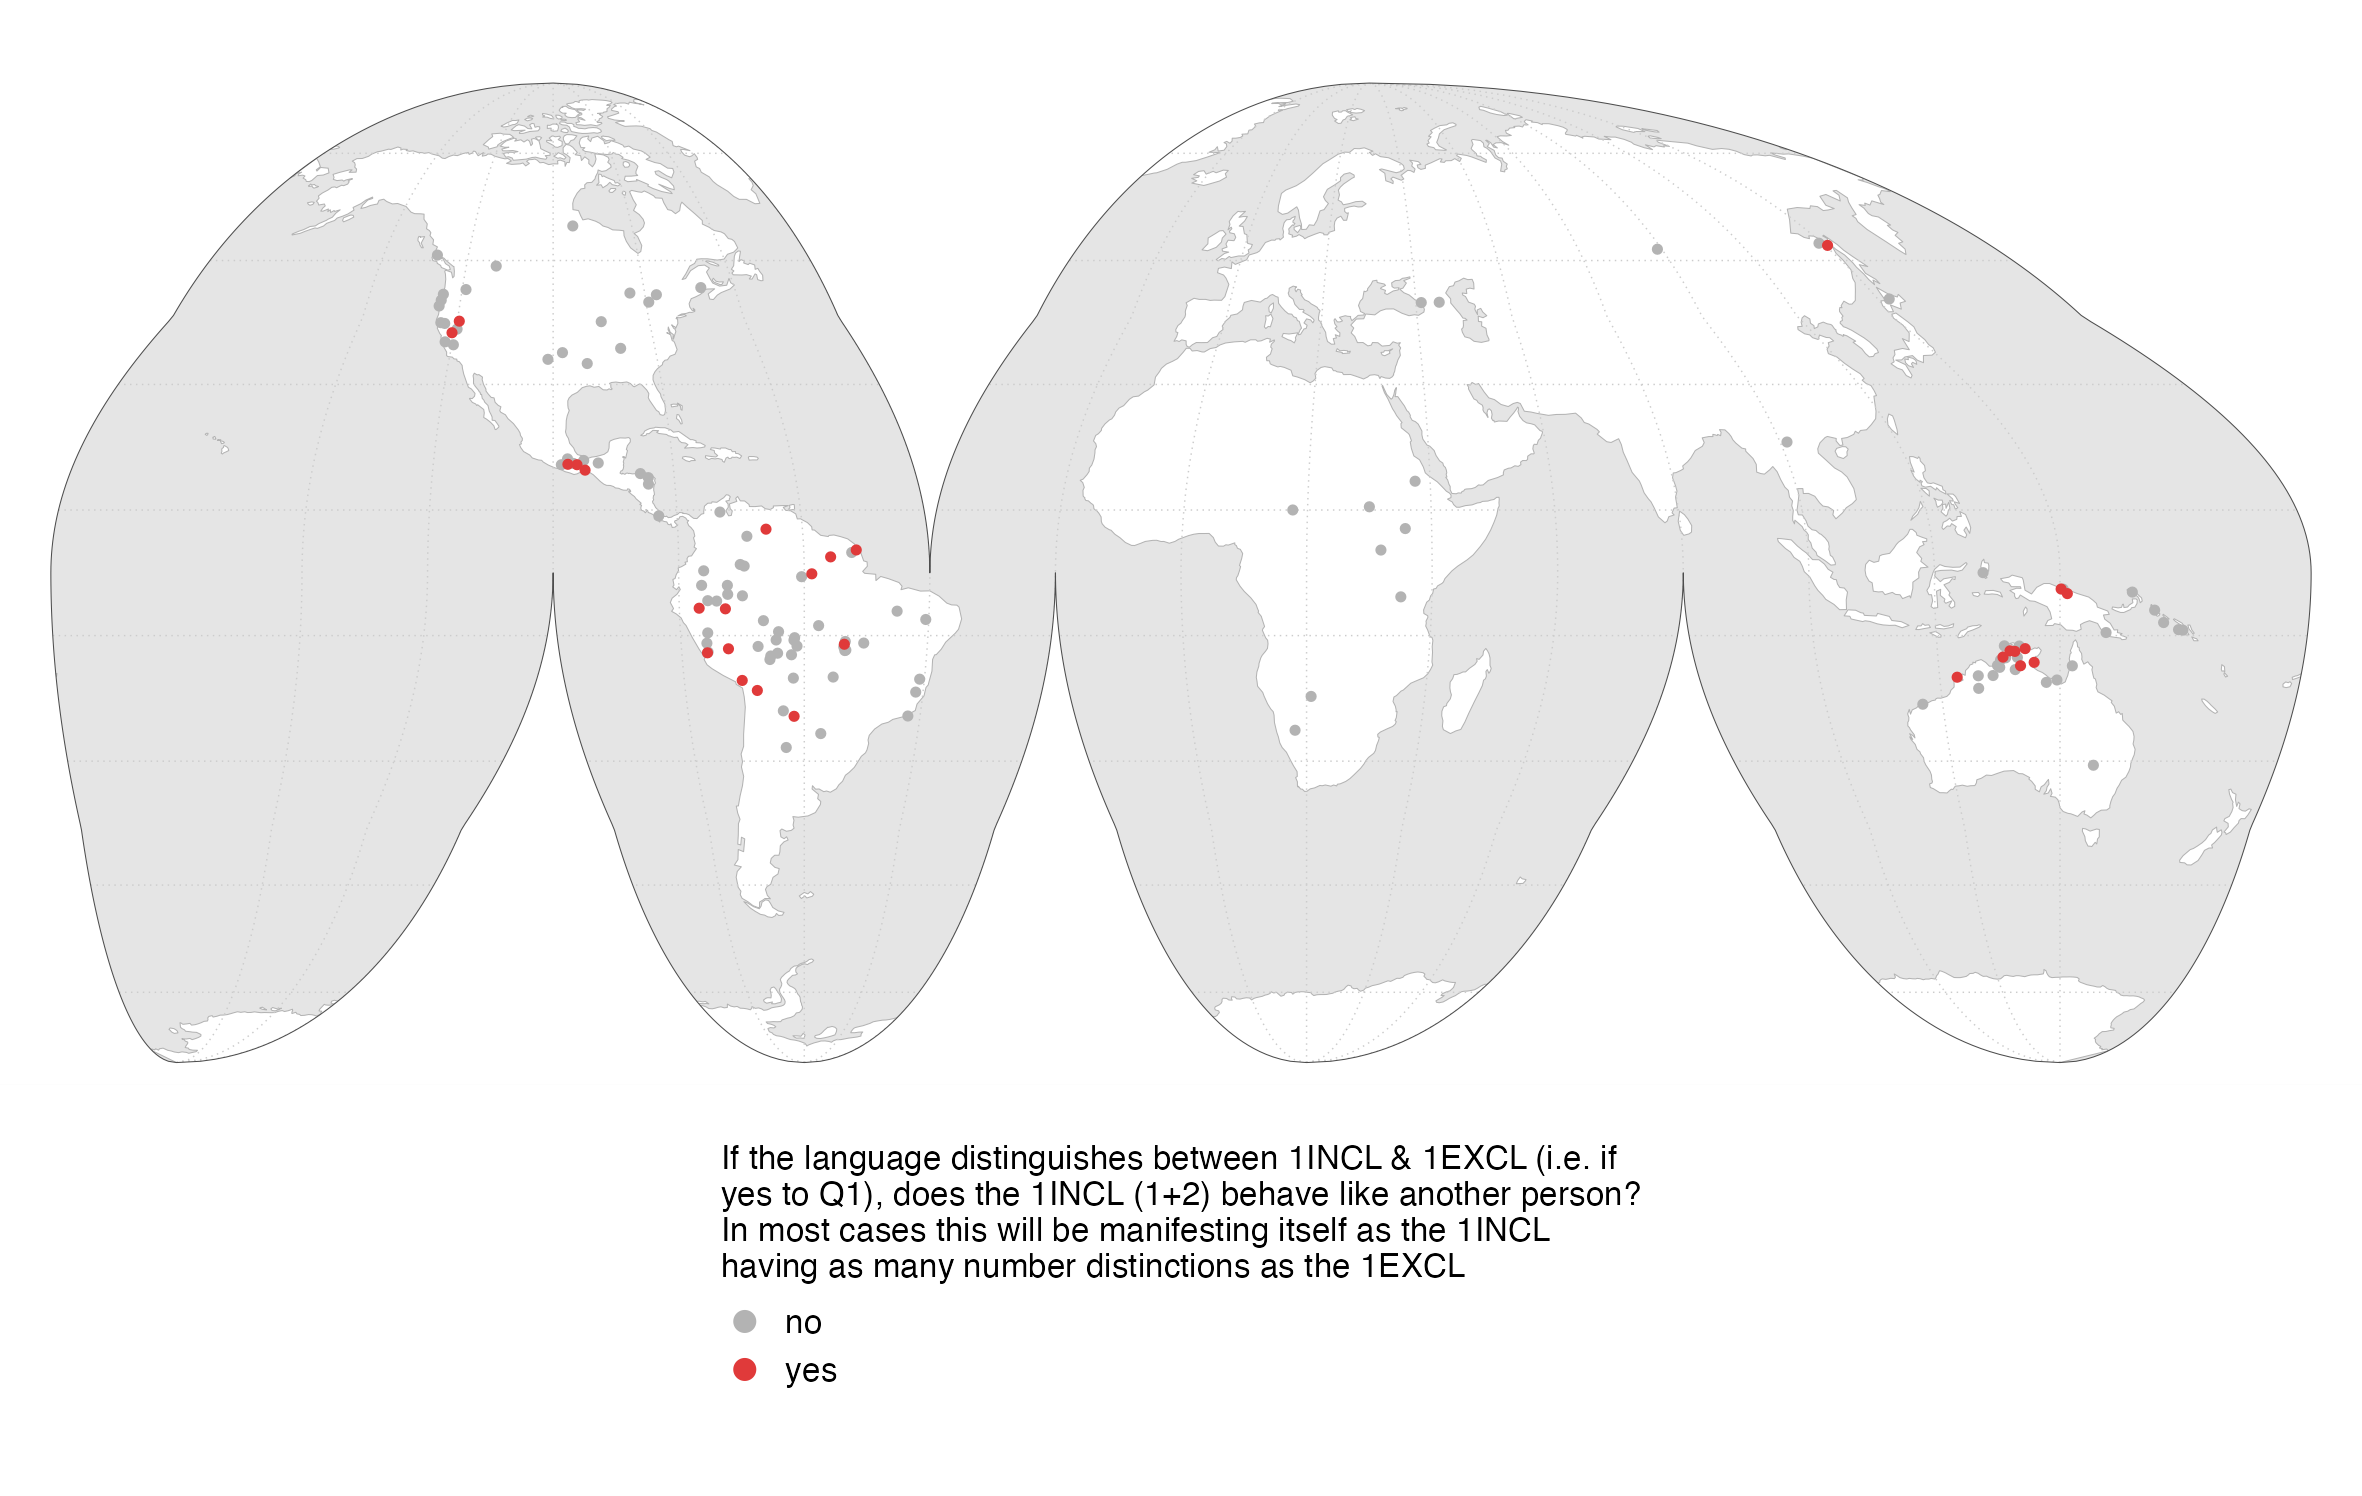 If the language distinguishes between 1INCL & 1EXCL (i.e. if
yes to Q1), does the 1INCL (1+2) behave like another person?
In most cases this will be manifesting itself as the 1INCL
having as many number distinctions as the 1EXCL
no
yes